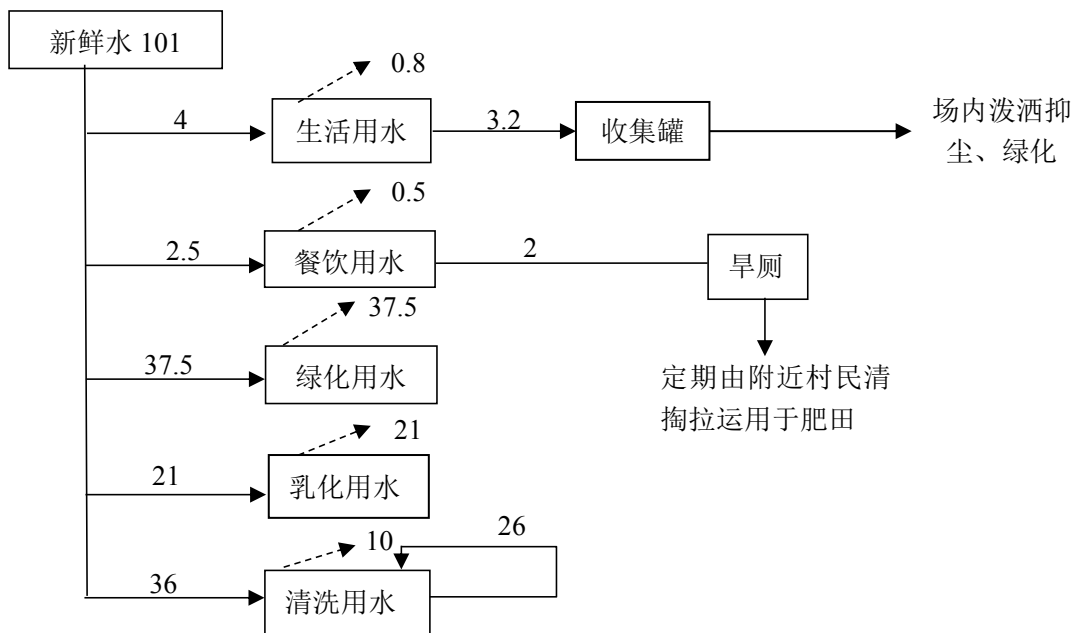 新鲜水 101
0.8
4
生活用水
3.2
收集罐
场内泼洒抑
尘、绿化
0.5
2.5
餐饮用水
2
旱厕
37.5
37.5
绿化用水
定期由附近村民清
掏拉运用于肥田
21
21
乳化用水
10
26
36
清洗用水